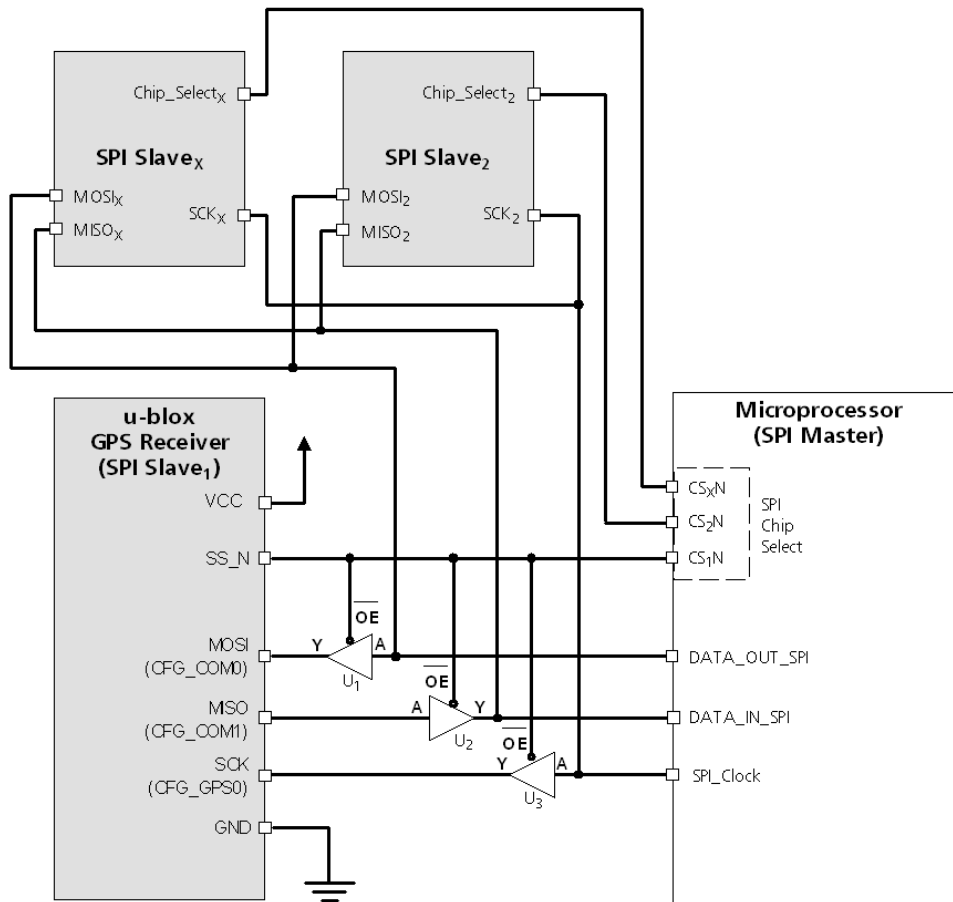 Chip_SelectX
SPI SlaveX
MOSIX
MISOX
SCKX
Chip_Select2
SPI Slave2
MOSI2
MISO2
SCK2
u-blox
GPS Receiver
(SPI Slave1)
VCC
SS_N
MOSI
(CFG_COM0)
MISO
(CFG_COM1)
SCK
(CFG_GPS0)
GND
OE
Y
A
U1
OE
A
Y
U2
OE
Y
A
U3
Microprocessor
(SPI Master)
CSXN
CS2N
CS1N
SPI
Chip
Select
DATA_OUT_SPI
DATA_IN_SPI
SPI_Clock